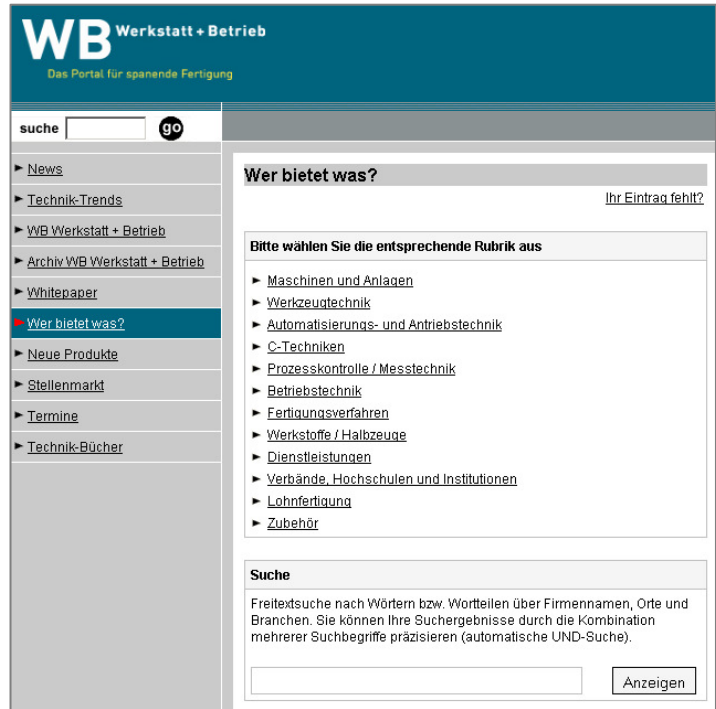 WB Werkstatt + Betrieb
Das Portal für spanende Fertigung
suche go
News
Technik-Trends
WB Werkstatt + Betrieb
Archiv WB Werkstatt + Betrieb
Whitepaper
Wer bietet was?
Neue Produkte
Stellenmarkt
Termine
Technik-Bücher
Wer bietet was?
Ihr Eintrag fehlt?
Bitte wählen Sie die entsprechende Rubrik aus
Maschinen und Anlagen
Werkzeugtechnik
Automatisierungs- und Antriebstechnik
C-Techniken
Prozesskontrolle / Messtechnik
Betriebstechnik
Fertigungsverfahren
Werkstoffe / Halbzeuge
Dienstleistungen
Verbände, Hochschulen und Institutionen
Lohnfertigung
Zubehör
Suche
Freitextsuche nach Wörtern bzw. Wortteilen über Firmennamen, Orte und
Branchen. Sie können Ihre Suchergebnisse durch die Kombination
mehrerer Suchbegriffe präzisieren (automatische UND-Suche).
Anzeigen